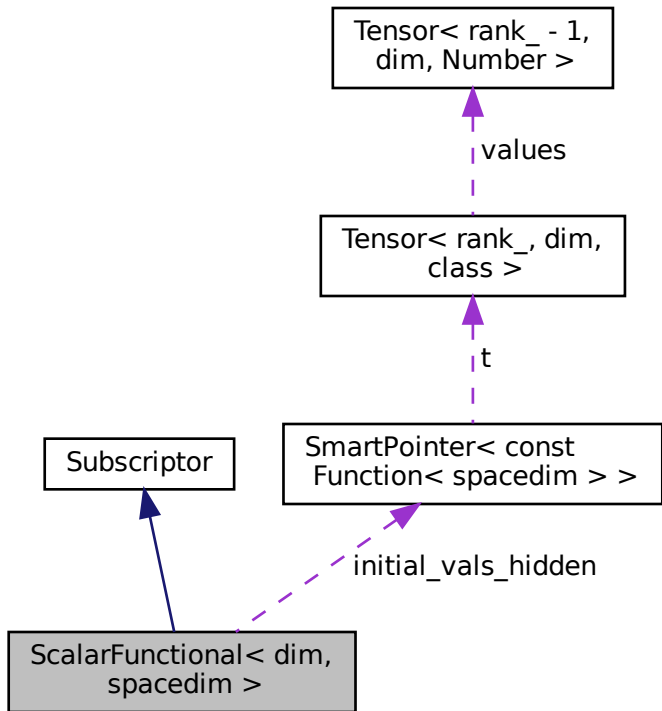 Tensor< rank_ - 1,
dim, Number >
values
Tensor< rank_, dim,
class >
t
SmartPointer< const
Function< spacedim > >
Subscriptor
initial_vals_hidden
ScalarFunctional< dim,
spacedim >